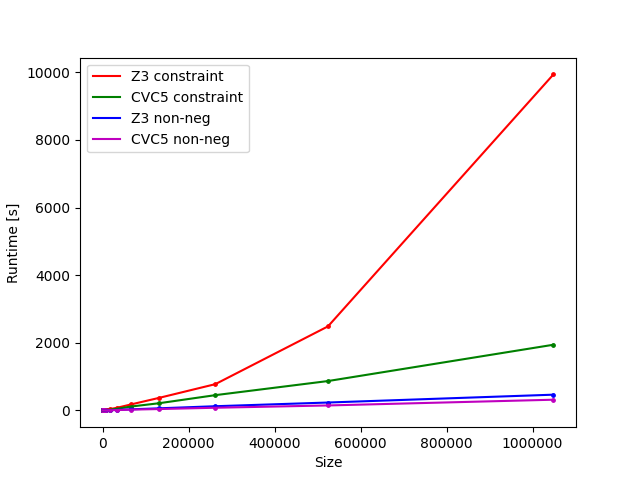 Z3 constraint
CVC5 constraint
Z3 non-neg
CVC5 non-neg
10000
8000
6000
4000
2000
0
Runtime [s]
0 200000 400000 600000 800000 1000000
Size